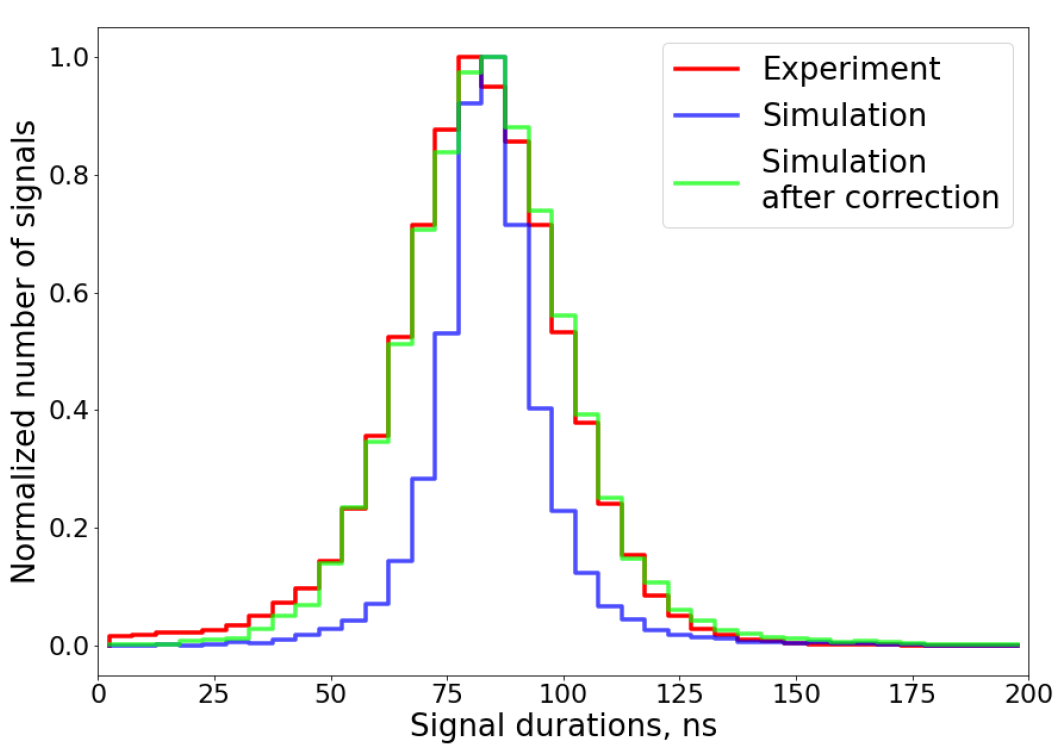 Normalized number of signals
1.0
0.8
0.6
0.4
0.2
0.0
Experiment
Simulation
Simulation
after correction
0 25 50 75 100 125 150 175 200
Signal durations, ns